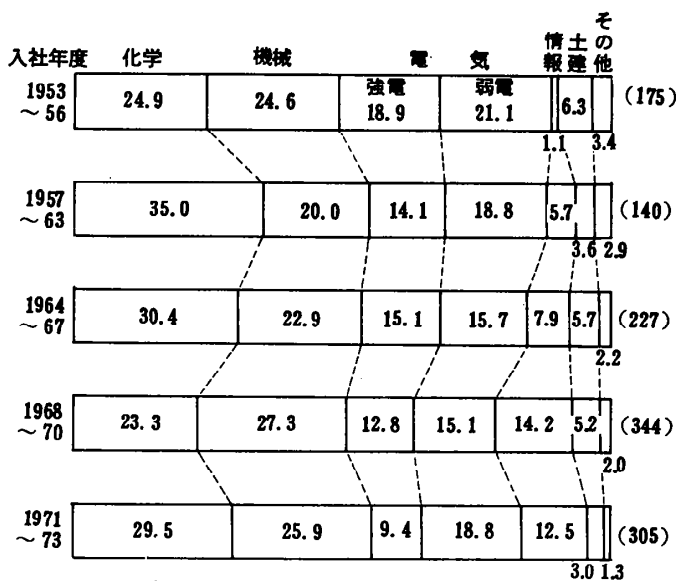 入社年度 化学 機械 電気 情報 土建 その他
強電 弱電
1953 24.9 24.6 18.9 21.1 6.3 (175)
～56
1.1 3.4
1957 35.0 20.0 14.1 18.8 5.7 (140)
～63
3.6 2.9
1964 30.4 22.9 15.1 15.7 7.9 5.7 (227)
～67
2.2
1968 23.3 27.3 12.8 15.1 14.2 5.2 (344)
～70
2.0
1971 29.5 25.9 9.4 18.8 12.5 (305)
～73
3.0 1.3